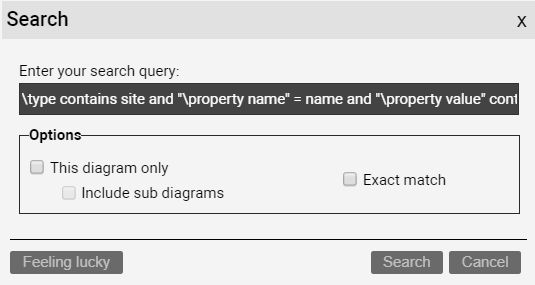 Search X
Enter your search query:
\type contains site and "\property name" = name and "\property value" cont
Options
This diagram only
Include sub diagrams
Exact match
Feeling lucky Search Cancel